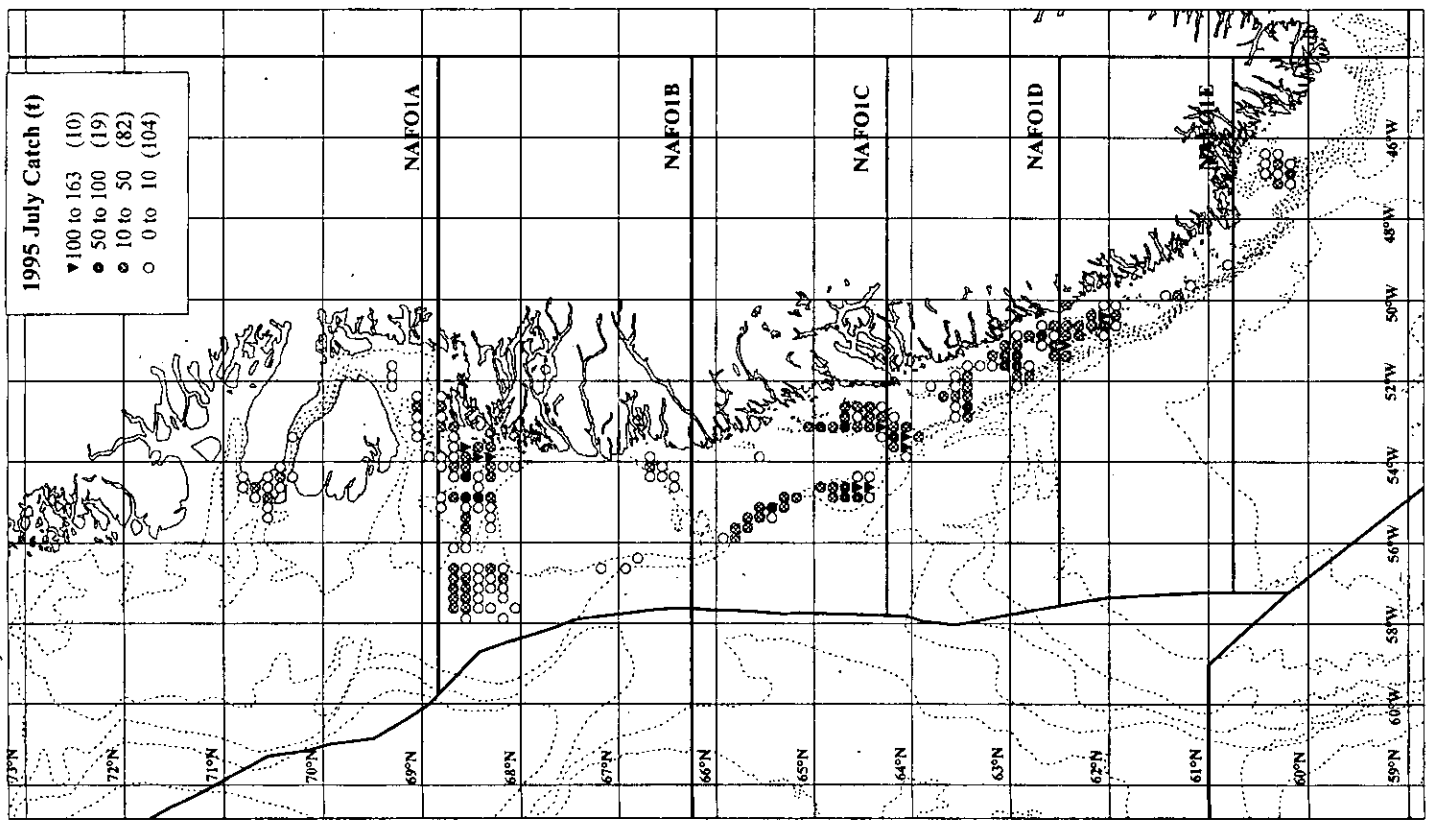 1995 July Catch (t)
▼ 100 to 163 (10)
50 to 100 (19)
10 to 50 (82)
○ 0 to 10 (104)
NAFO1A
NAFO1B
NAFO1C
NAFO1D
NAFO1E
73°N
72°N
71°N
70°N
69°N
68°N
67°N
66°N
65°N
64°N
63°N
62°N
61°N
60°N
59°N
60°W
58°W
56°W
54°W
52°W
50°W
48°W
46°W